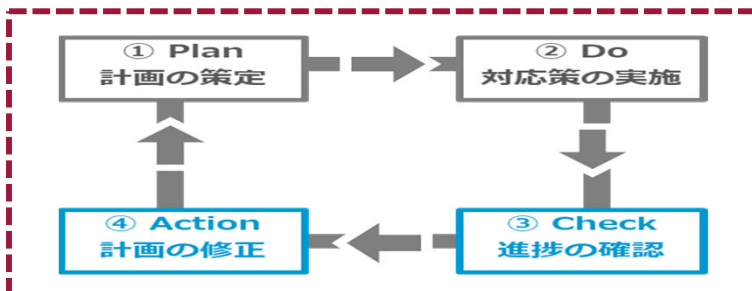 ① Plan
計画の策定
② Do
対応策の実施
④ Action
計画の修正
③ Check
進捗の確認